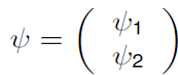 ψ = ( ψ₁
ψ₂ )